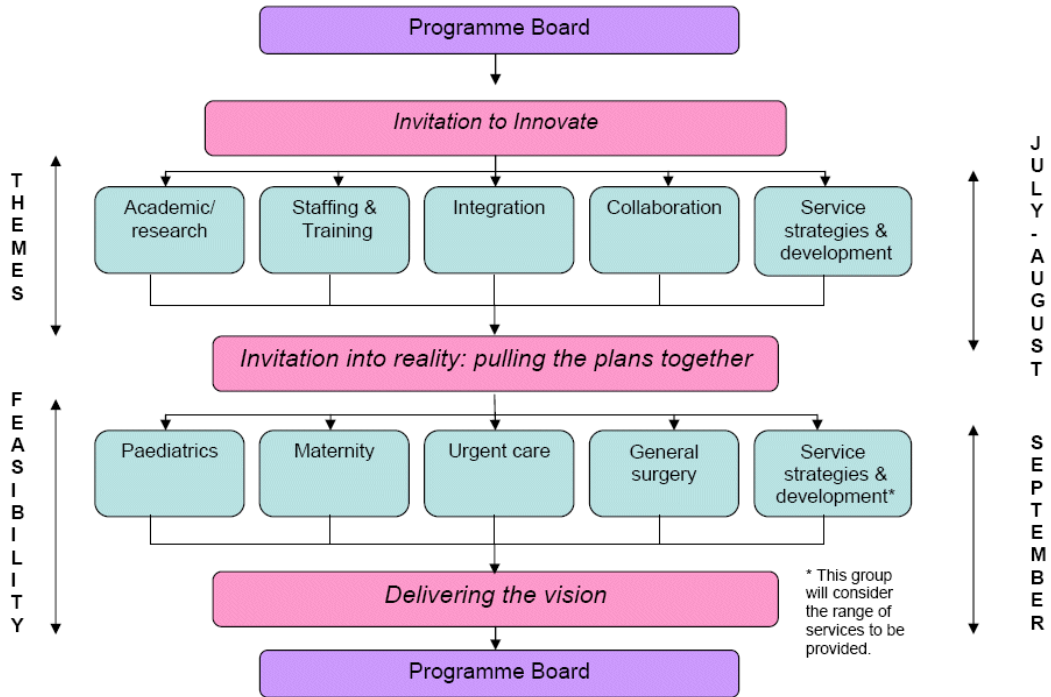 Programme Board
Invitation to Innovate
THEMES
JULY-AUGUST
Academic/
research
Staffing &
Training
Integration
Collaboration
Service
strategies &
development
Invitation into reality: pulling the plans together
FEASIBILITY
SEPTEMBER
Paediatrics
Maternity
Urgent care
General
surgery
Service
strategies &
development*
Delivering the vision
* This group
will consider
the range of
services to be
provided.
Programme Board